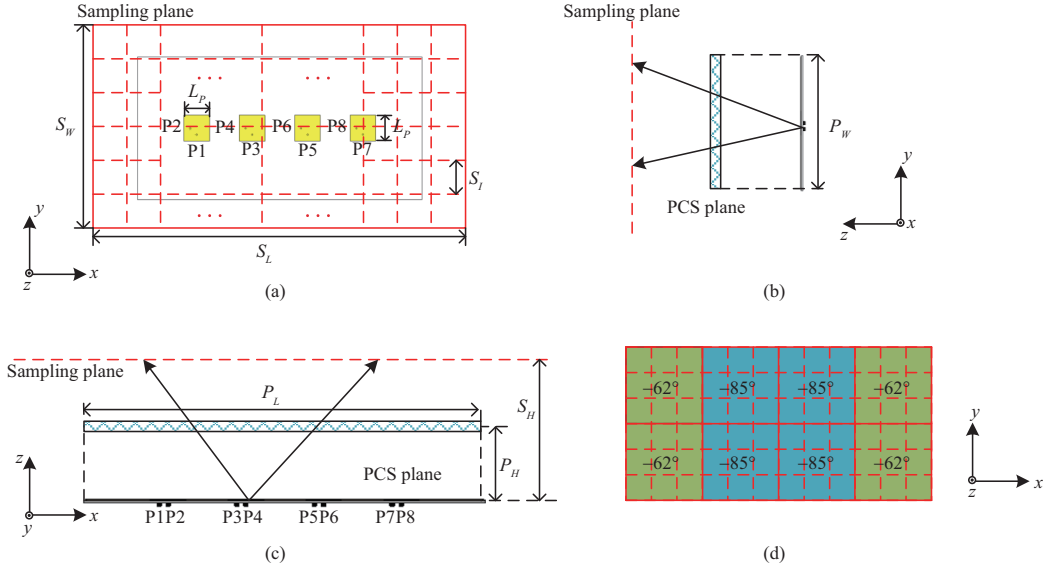 Sampling plane
S_W
L_P
P2 P4 P6 P8
L_P
P1 P3 P5 P7
S_I
... ...
... ...
S_L
y
z
x
(a)
Sampling plane
P_W
PCS plane
y
z
x
(b)
Sampling plane
P_L
S_H
P_H
PCS plane
z
y
x
P1P2 P3P4 P5P6 P7P8
(c)
−62° −85° −85° −62°
−62° −85° −85° −62°
y
z
x
(d)